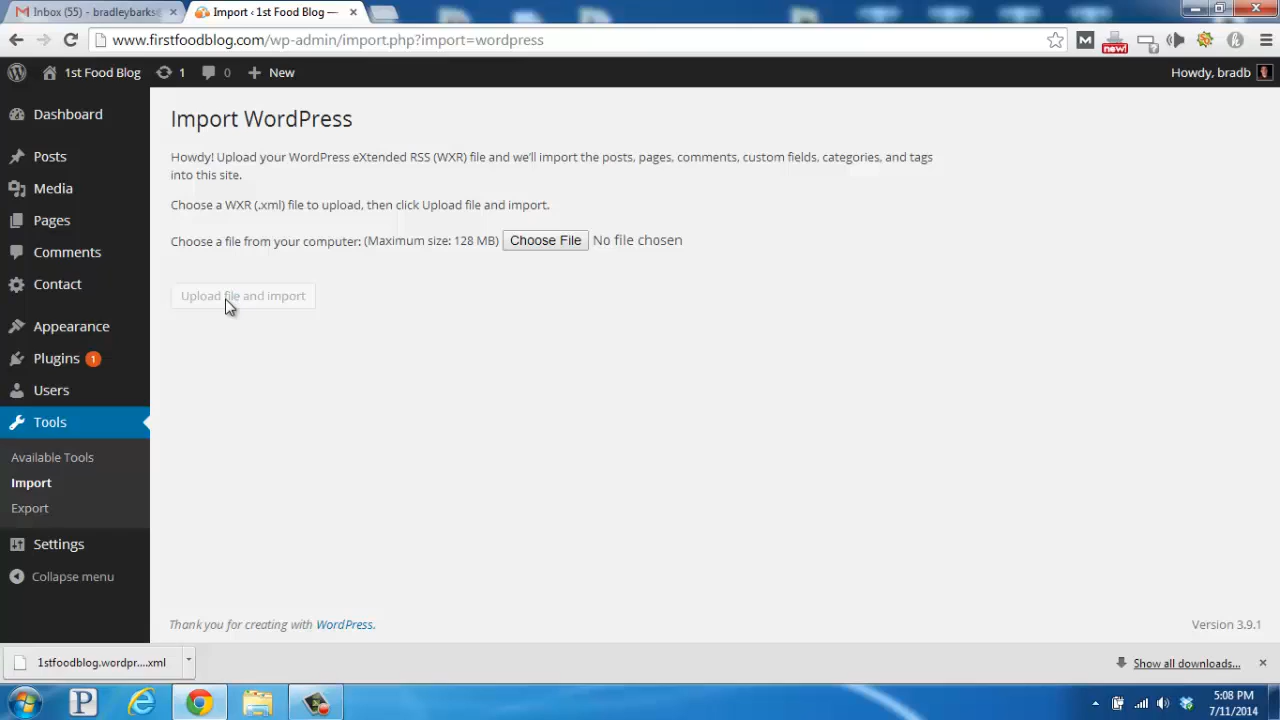 Inbox (55) - bradleybarks
Import ‹ 1st Food Blog —
www.firstfoodblog.com/wp-admin/import.php?import=wordpress
M
new!
1st Food Blog
1
0
New
Howdy, bradb
Dashboard
Posts
Media
Pages
Comments
Contact
Appearance
Plugins 1
Users
Tools
Available Tools
Import
Export
Settings
Collapse menu
Import WordPress
Howdy! Upload your WordPress eXtended RSS (WXR) file and we'll import the posts, pages, comments, custom fields, categories, and tags
into this site.
Choose a WXR (.xml) file to upload, then click Upload file and import.
Choose a file from your computer: (Maximum size: 128 MB) Choose File No file chosen
Upload file and import
Thank you for creating with WordPress.
Version 3.9.1
1stfoodblog.wordpr....xml
Show all downloads...
5:08 PM
7/11/2014